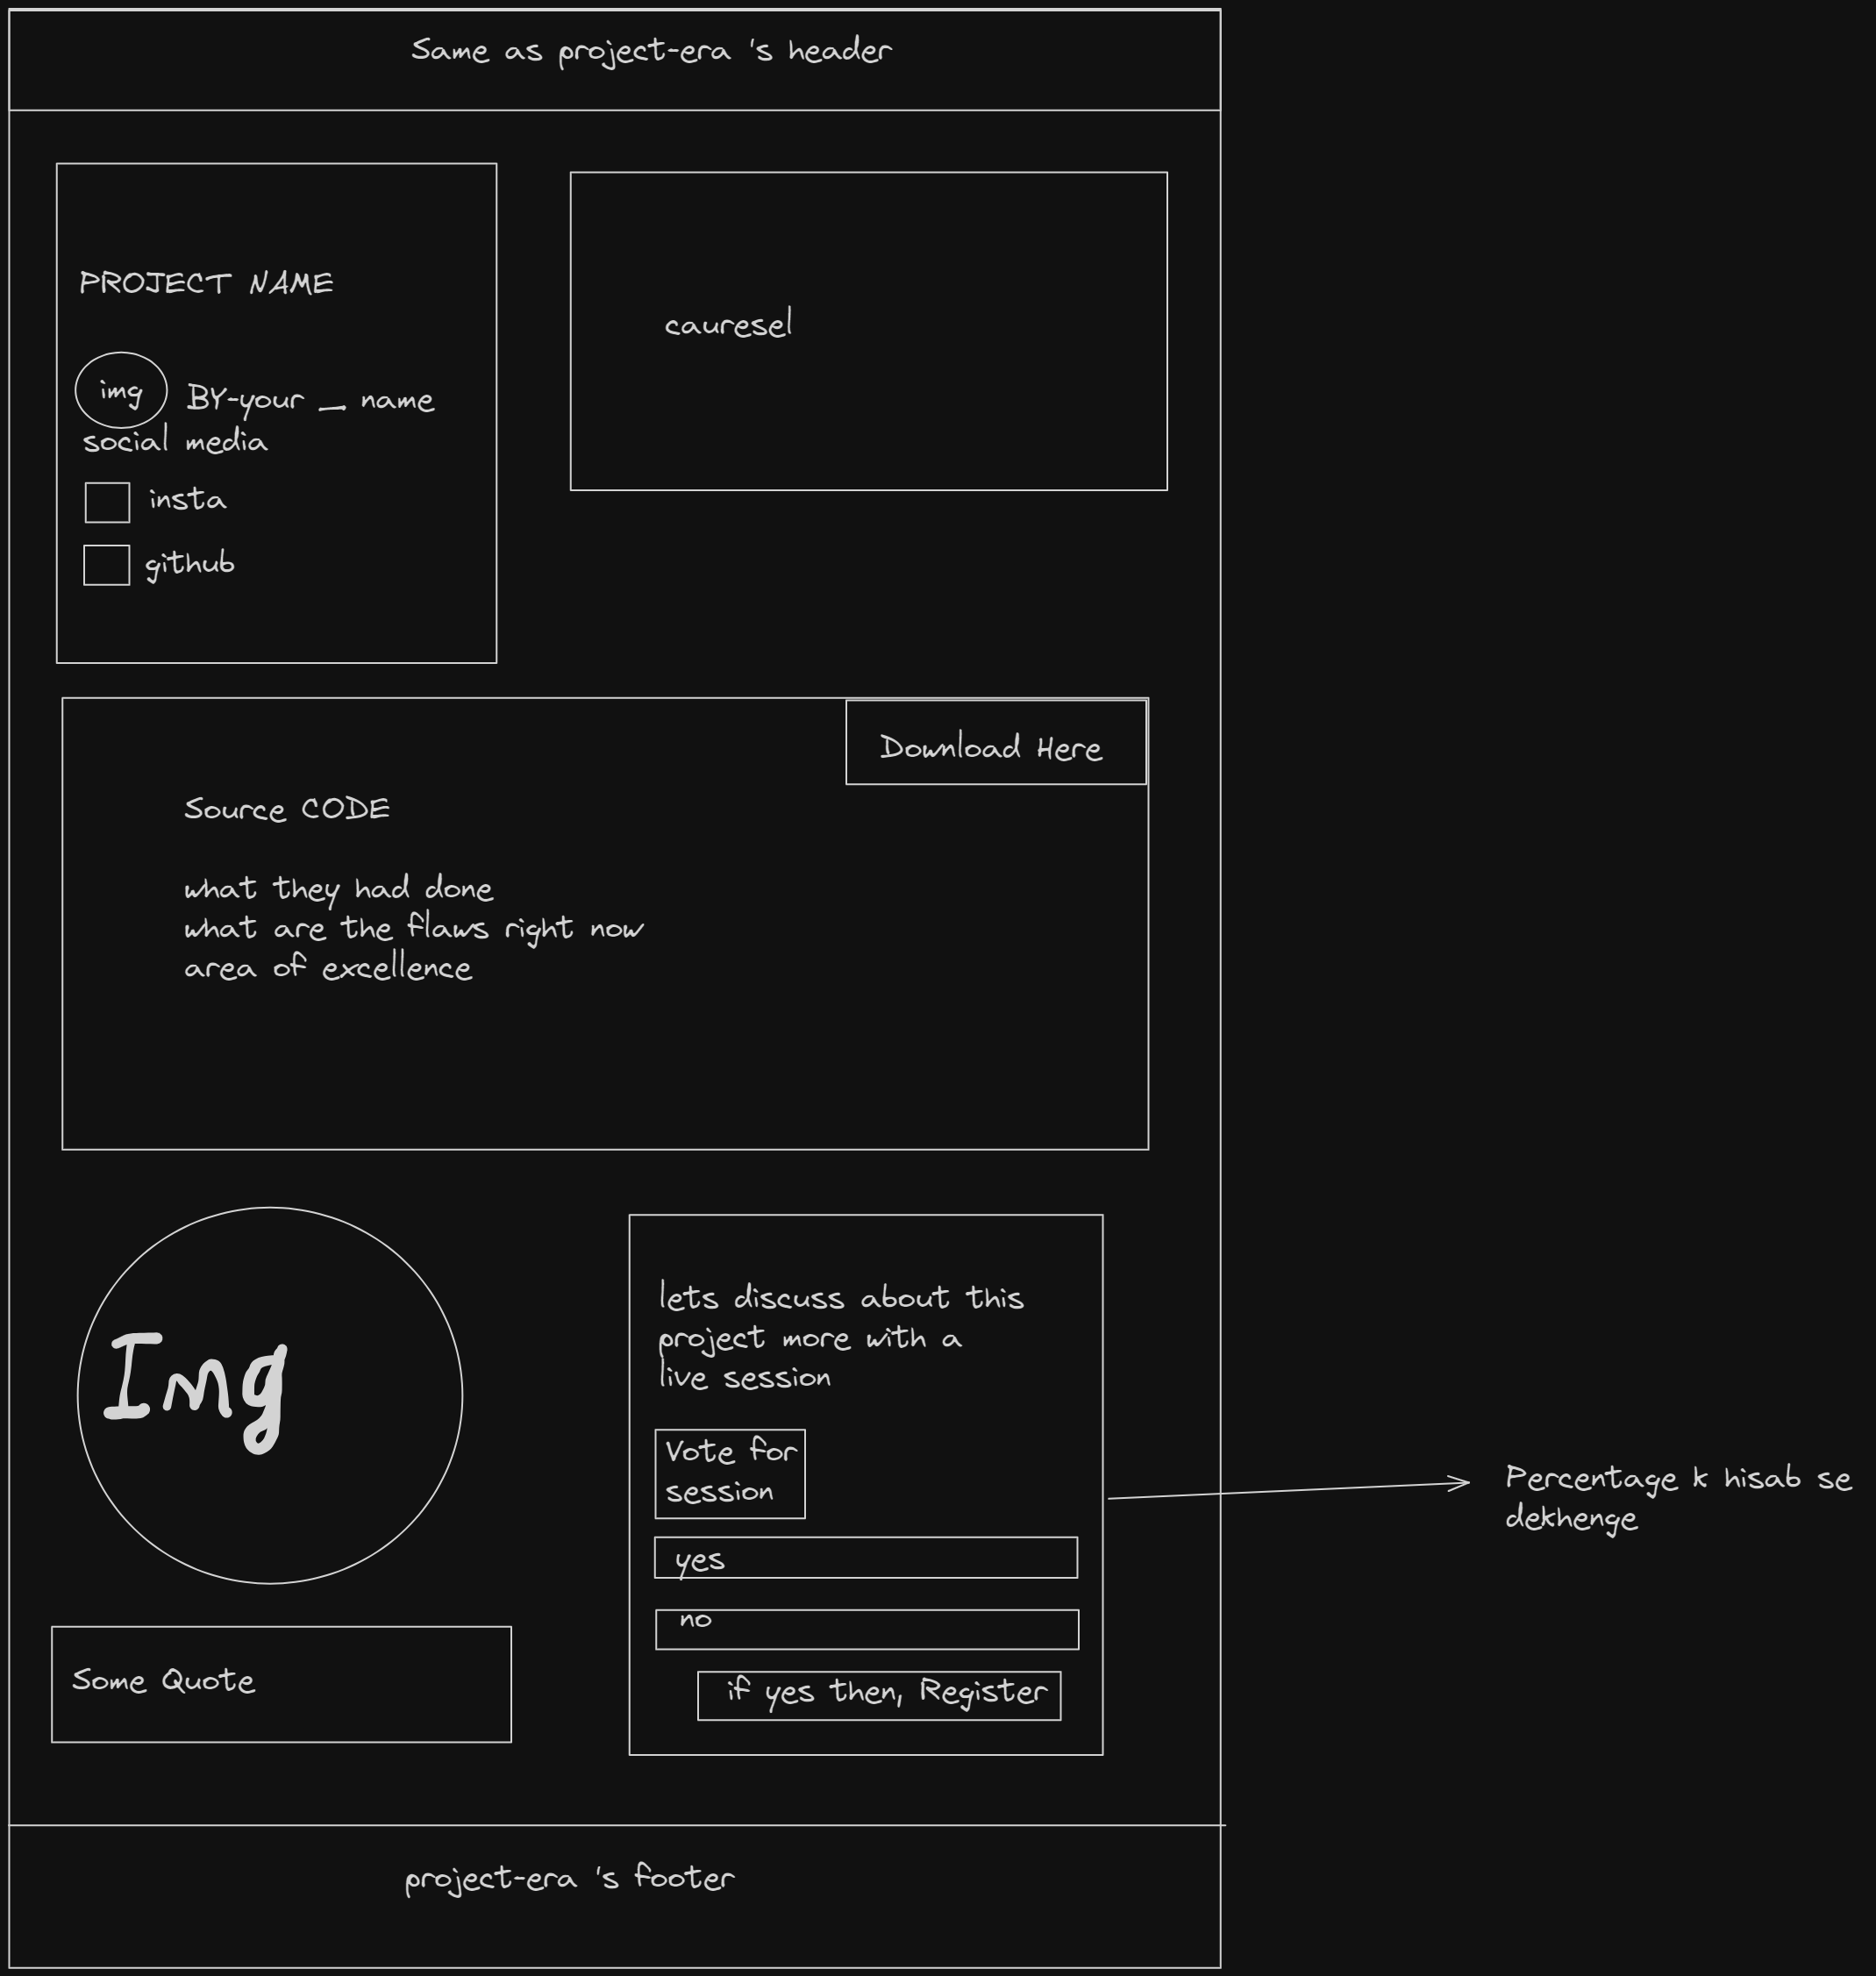 Same as project-era 's header
PROJECT NAME
img
BY-your _ name
social media
insta
github
cauresel
Download Here
Source CODE
what they had done
what are the flaws right now
area of excellence
Img
Some Quote
lets discuss about this
project more with a
live session
Vote for
session
yes
no
if yes then, Register
Percentage k hisab se
dekhenge
project-era 's footer